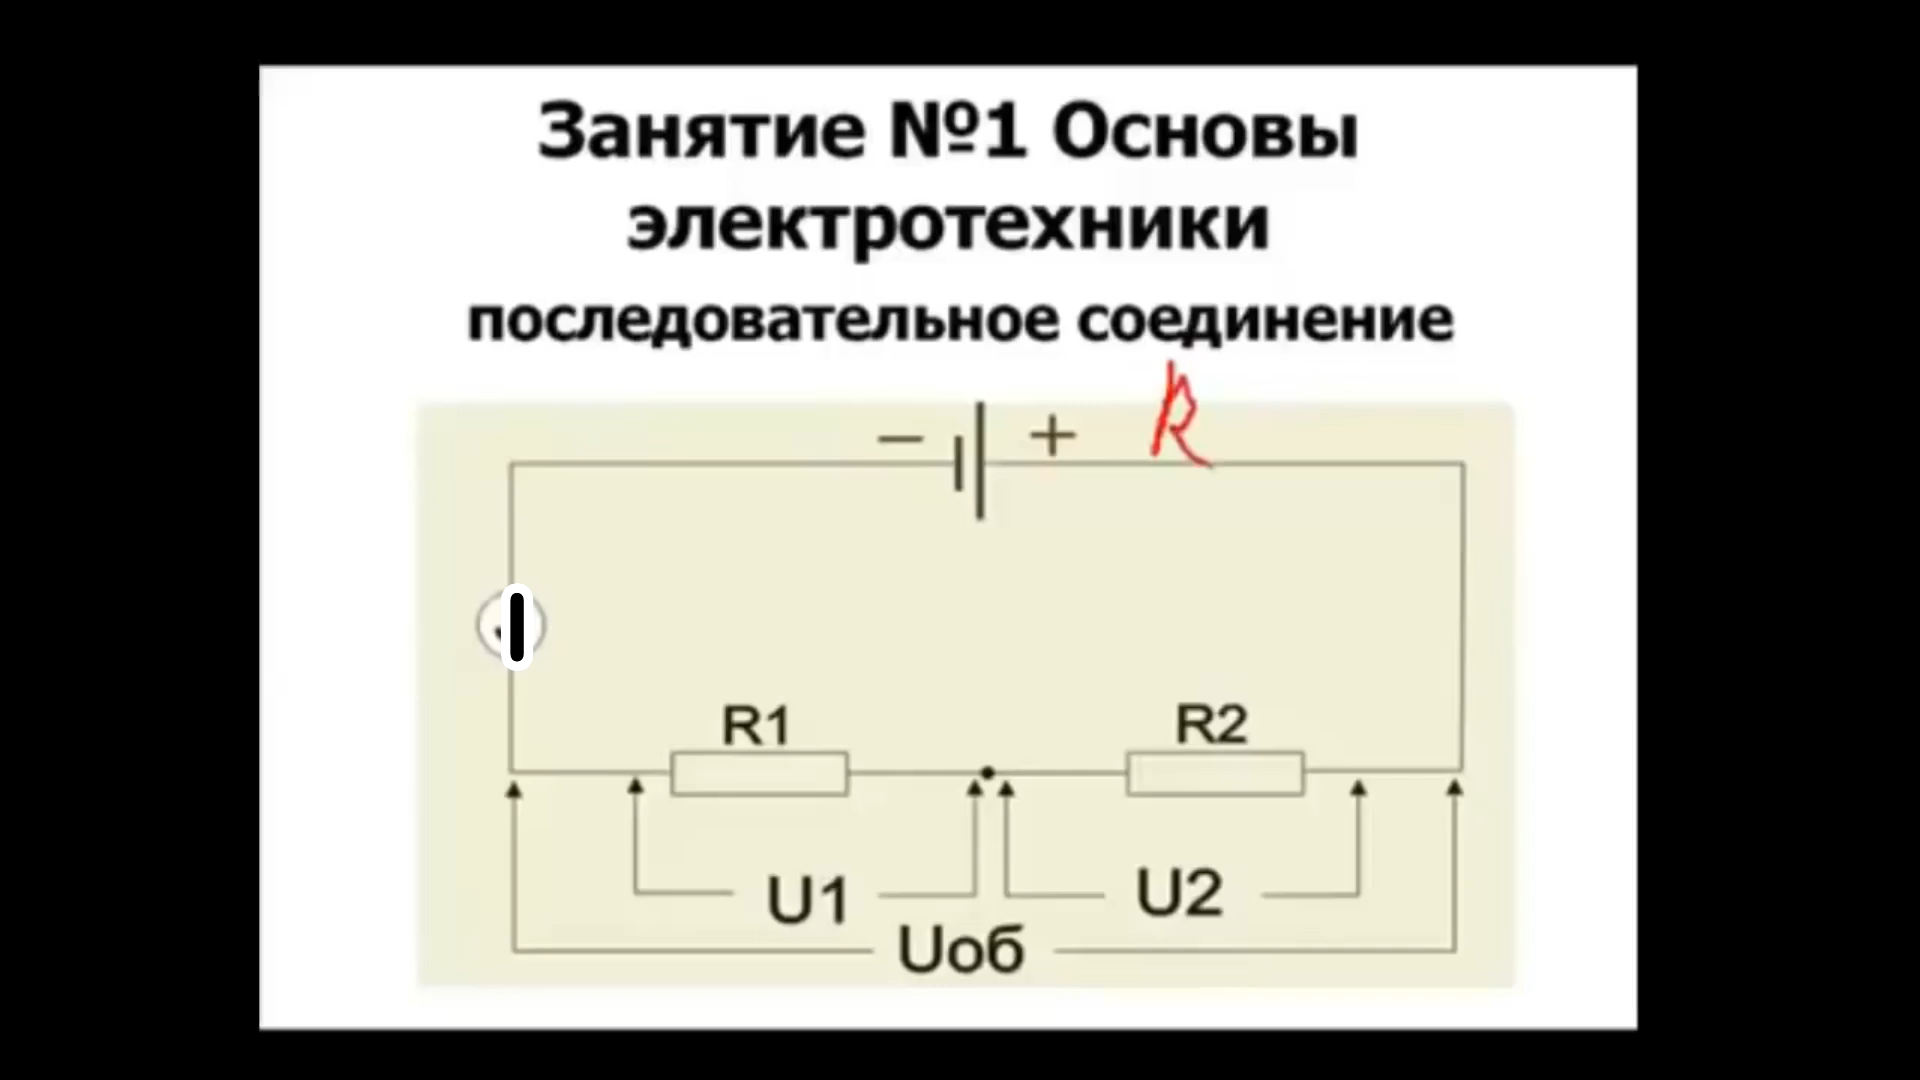 Занятие №1 Основы
электротехники
последовательное соединение
− + R
I
R1 R2
U1 U2
Uоб